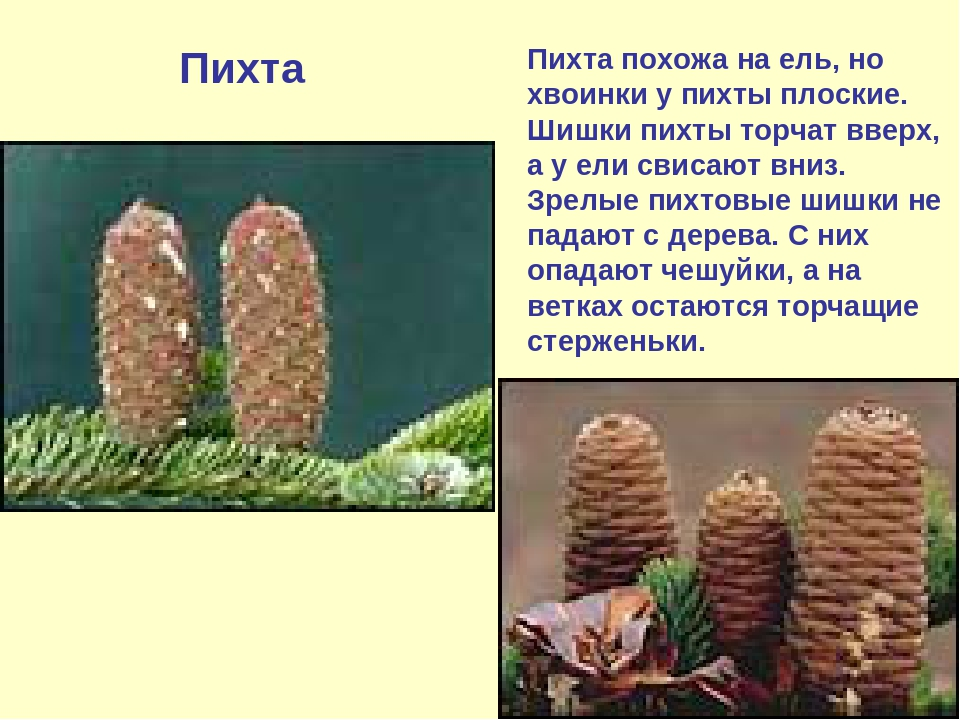 Пихта
Пихта похожа на ель, но
хвоинки у пихты плоские.
Шишки пихты торчат вверх,
а у ели свисают вниз.
Зрелые пихтовые шишки не
падают с дерева. С них
опадают чешуйки, а на
ветках остаются торчащие
стерженьки.